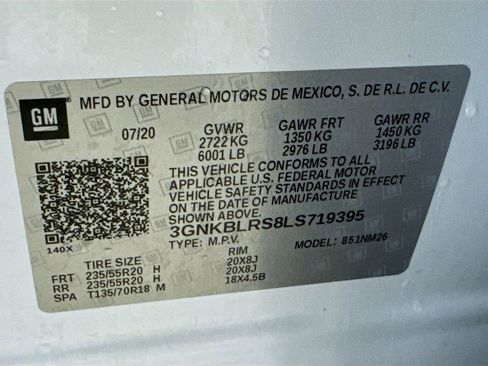 GM
MFD BY GENERAL MOTORS DE MEXICO, S. DE R.L. DE C.V.
07/20 GVWR GAWR FRT GAWR RR
2722 KG 1350 KG 1450 KG
6001 LB 2976 LB 3196 LB
THIS VEHICLE CONFORMS TO ALL
APPLICABLE U.S. FEDERAL MOTOR
VEHICLE SAFETY STANDARDS IN EFFECT
ON THE DATE OF MANUFACTURE
SHOWN ABOVE.
3GNKBLRS8LS719395
140X TYPE: M.P.V. MODEL: 851NM26
TIRE SIZE RIM
FRT 235/55R20 H 20X8J
RR 235/55R20 H 20X8J
SPA T135/70R18 M 18X4.5B